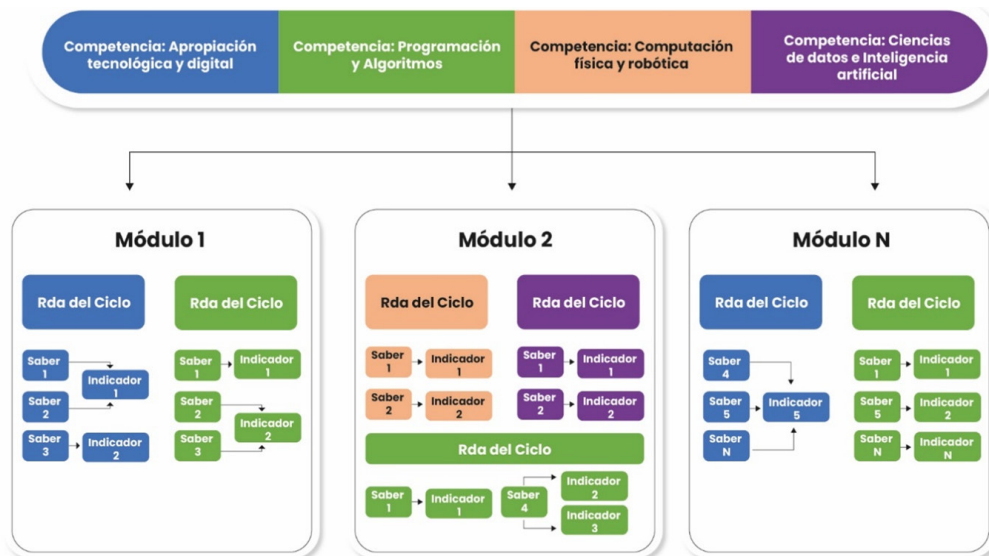 Competencia: Apropiación
tecnológica y digital
Competencia: Programación
y Algoritmos
Competencia: Computación
física y robótica
Competencia: Ciencias
de datos e Inteligencia
artificial
Módulo 1
Rda del Ciclo
Rda del Ciclo
Saber
1
Indicador
1
Saber
2
Saber
3
Indicador
2
Saber
1
Indicador
1
Saber
2
Indicador
2
Saber
3
Módulo 2
Rda del Ciclo
Rda del Ciclo
Saber
1
Indicador
1
Saber
2
Indicador
2
Saber
1
Indicador
1
Saber
2
Indicador
2
Rda del Ciclo
Saber
1
Indicador
1
Saber
4
Indicador
2
Indicador
3
Módulo N
Rda del Ciclo
Rda del Ciclo
Saber
4
Saber
5
Indicador
5
Saber
N
Saber
1
Indicador
1
Saber
5
Indicador
2
Saber
N
Indicador
N